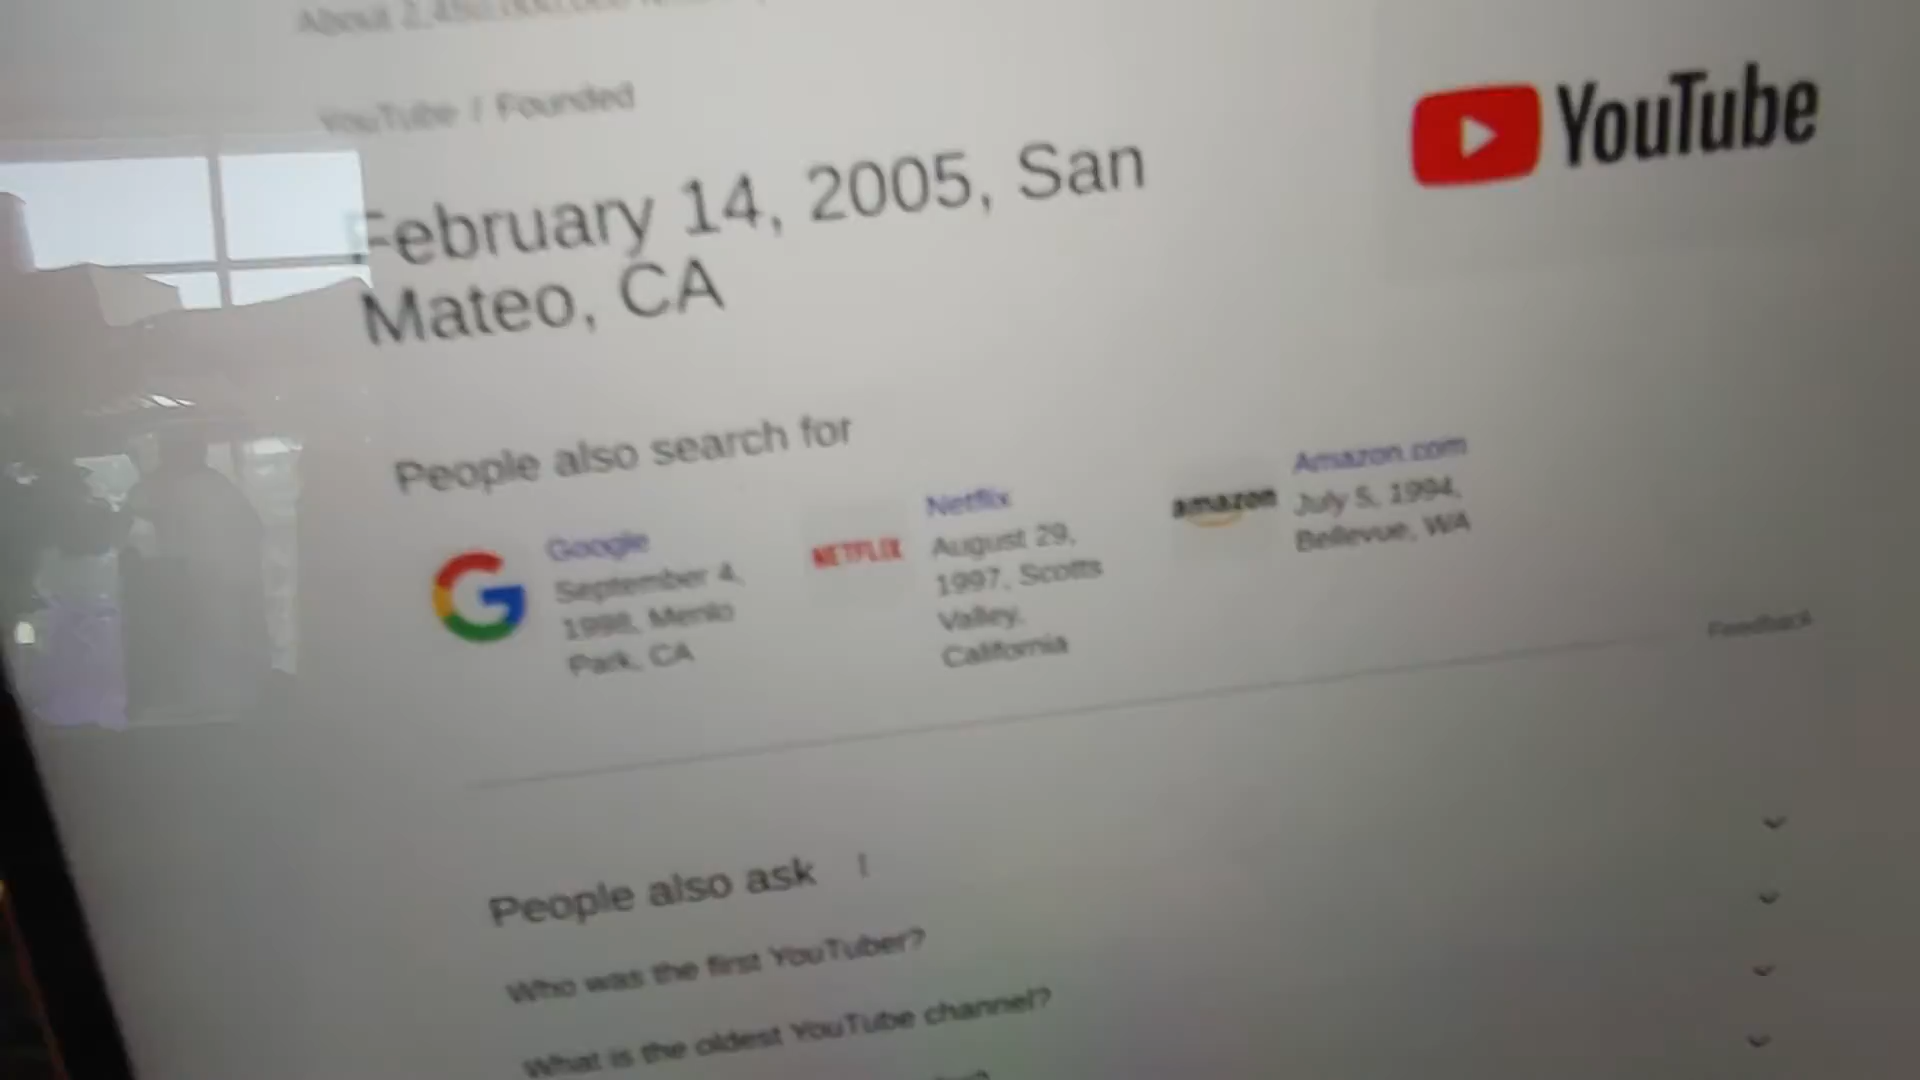 YouTube / Founded
YouTube
February 14, 2005, San
Mateo, CA
People also search for
Google
September 4,
1998, Menlo
Park, CA
NETFLIX
Netflix
August 29,
1997, Scotts
Valley,
California
amazon
Amazon.com
July 5, 1994,
Bellevue, WA
Feedback
People also ask
Who was the first YouTuber?
What is the oldest YouTube channel?